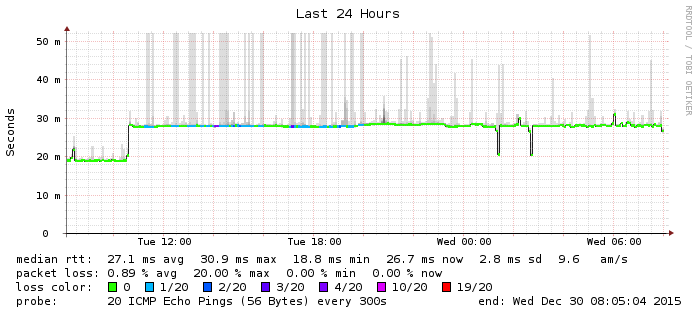 Last 24 Hours
RRDTOOL / TOBI OETIKER
Seconds
50 m
40 m
30 m
20 m
10 m
0
Tue 12:00 Tue 18:00 Wed 00:00 Wed 06:00
median rtt: 27.1 ms avg 30.9 ms max 18.8 ms min 26.7 ms now 2.8 ms sd 9.6 am/s
packet loss: 0.89 % avg 20.00 % max 0.00 % min 0.00 % now
loss color: 0 1/20 2/20 3/20 4/20 10/20 19/20
probe: 20 ICMP Echo Pings (56 Bytes) every 300s end: Wed Dec 30 08:05:04 2015